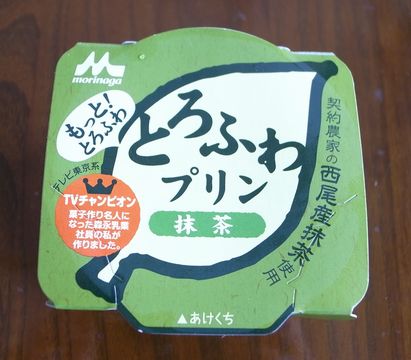 morinaga
もっと!
とろふわ
とろふわ
プリン
抹茶
契約農家の西尾産抹茶使用
テレビ東京系
TVチャンピオン
菓子作り名人に
なった森永乳業
社員の私が
作りました。
▲あけくち